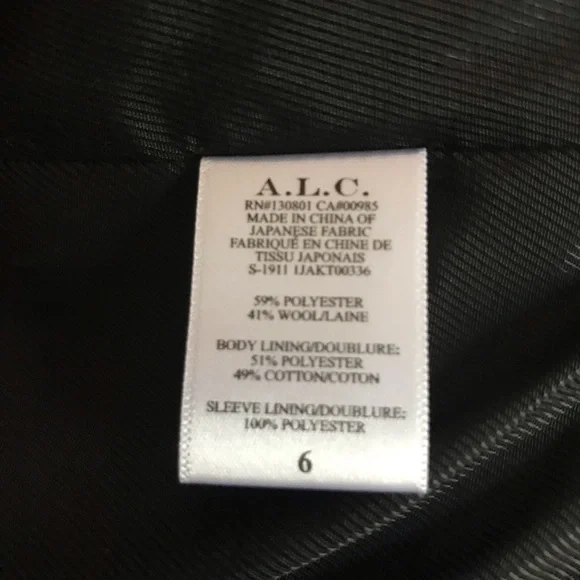 A.L.C.
RN#130801 CA#00985
MADE IN CHINA OF
JAPANESE FABRIC
FABRIQUÉ EN CHINE DE
TISSU JAPONAIS
S-1911 1JAKT00336
59% POLYESTER
41% WOOL/LAINE
BODY LINING/DOUBLURE:
51% POLYESTER
49% COTTON/COTON
SLEEVE LINING/DOUBLURE:
100% POLYESTER
6